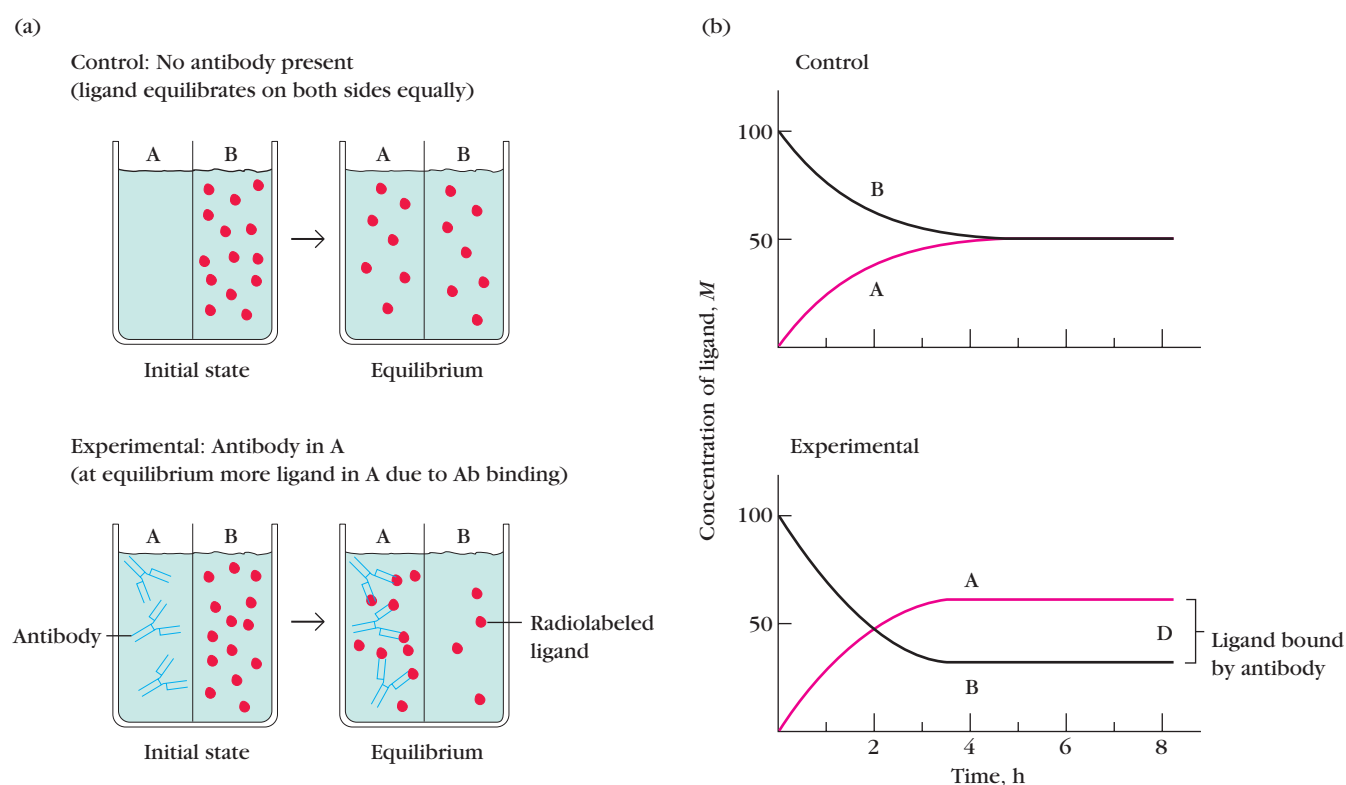 (a)
Control: No antibody present
(ligand equilibrates on both sides equally)
A B
A B
Initial state
Equilibrium
Experimental: Antibody in A
(at equilibrium more ligand in A due to Ab binding)
A B
A B
Antibody
Radiolabeled
ligand
Initial state
Equilibrium
(b)
Control
100
B
50
A
Concentration of ligand, M
Experimental
100
A
50
D
Ligand bound
by antibody
B
2 4 6 8
Time, h